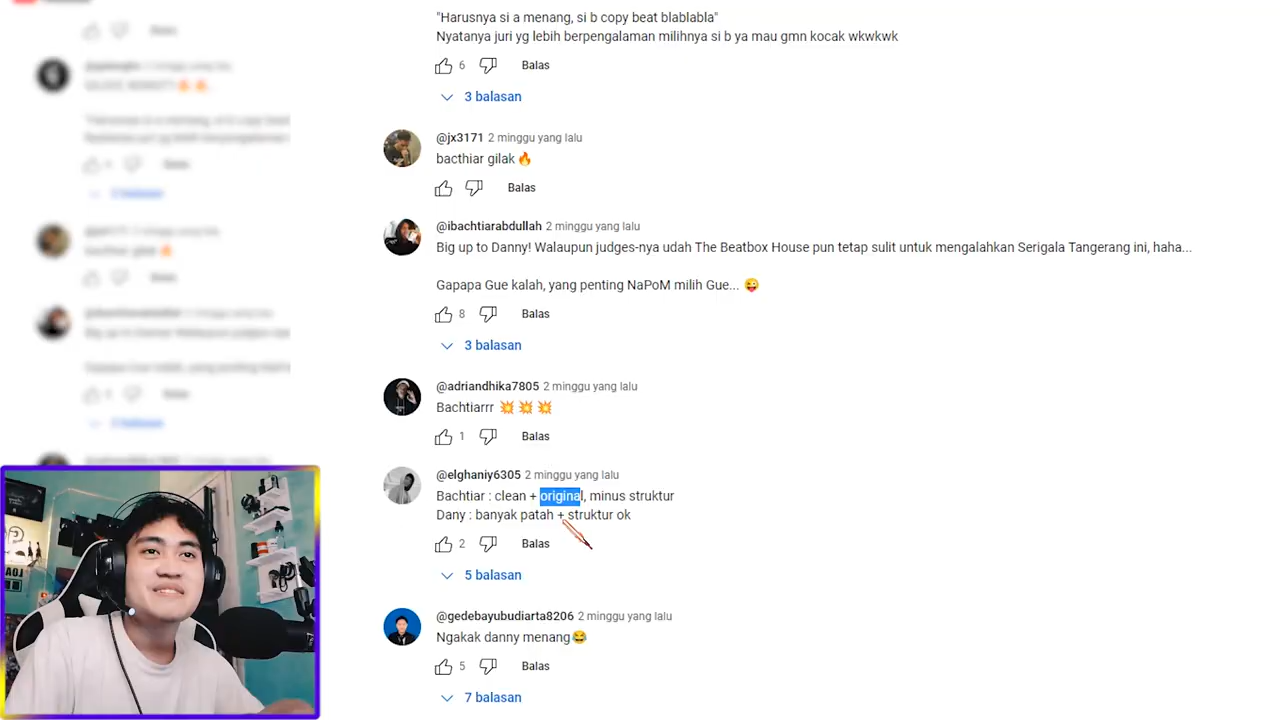 "Harusnya si a menang, si b copy beat blablabla"
Nyatanya juri yg lebih berpengalaman milihnya si b ya mau gmn kocak wkwkwk
6 Balas
3 balasan
@jx3171 2 minggu yang lalu
bacthiar gilak 🔥
Balas
@ibachtiarabdullah 2 minggu yang lalu
Big up to Danny! Walaupun judges-nya udah The Beatbox House pun tetap sulit untuk mengalahkan Serigala Tangerang ini, haha...
Gapapa Gue kalah, yang penting NaPoM milih Gue... 😜
8 Balas
3 balasan
@adriandhika7805 2 minggu yang lalu
Bachtiarrr 💥 💥 💥
1 Balas
@elghaniy6305 2 minggu yang lalu
Bachtiar : clean + original, minus struktur
Dany : banyak patah + struktur ok
2 Balas
5 balasan
@gedebayubudiarta8206 2 minggu yang lalu
Ngakak danny menang😂
5 Balas
7 balasan